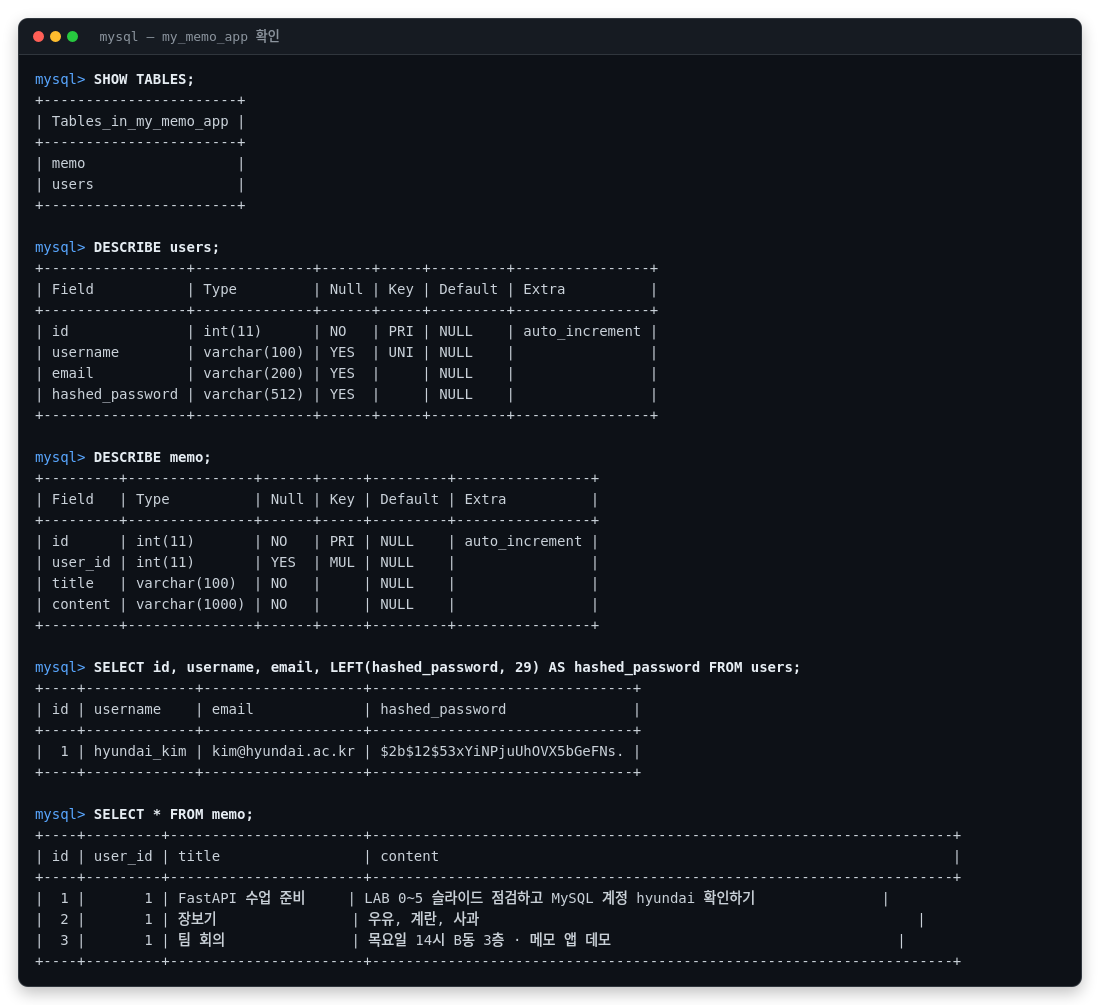 mysql — my_memo_app 확인
mysql> SHOW TABLES;
+-----------------------+
| Tables_in_my_memo_app |
+-----------------------+
| memo                  |
| users                 |
+-----------------------+
mysql> DESCRIBE users;
+-----------------+--------------+------+-----+---------+----------------+
| Field           | Type         | Null | Key | Default | Extra          |
+-----------------+--------------+------+-----+---------+----------------+
| id              | int(11)      | NO   | PRI | NULL    | auto_increment |
| username        | varchar(100) | YES  | UNI | NULL    |                |
| email           | varchar(200) | YES  |     | NULL    |                |
| hashed_password | varchar(512) | YES  |     | NULL    |                |
+-----------------+--------------+------+-----+---------+----------------+
mysql> DESCRIBE memo;
+---------+---------------+------+-----+---------+----------------+
| Field   | Type          | Null | Key | Default | Extra          |
+---------+---------------+------+-----+---------+----------------+
| id      | int(11)       | NO   | PRI | NULL    | auto_increment |
| user_id | int(11)       | YES  | MUL | NULL    |                |
| title   | varchar(100)  | NO   |     | NULL    |                |
| content | varchar(1000) | NO   |     | NULL    |                |
+---------+---------------+------+-----+---------+----------------+
mysql> SELECT id, username, email, LEFT(hashed_password, 29) AS hashed_password FROM users;
+----+-------------+-------------------+-------------------------------+
| id | username    | email             | hashed_password               |
+----+-------------+-------------------+-------------------------------+
|  1 | hyundai_kim | kim@hyundai.ac.kr | $2b$12$53xYiNPjuUhOVX5bGeFNs. |
+----+-------------+-------------------+-------------------------------+
mysql> SELECT * FROM memo;
+----+---------+-----------------------+---------------------------------------------------------------------+
| id | user_id | title                 | content                                                             |
+----+---------+-----------------------+---------------------------------------------------------------------+
|  1 |       1 | FastAPI 수업 준비     | LAB 0~5 슬라이드 점검하고 MySQL 계정 hyundai 확인하기               |
|  2 |       1 | 장보기                | 우유, 계란, 사과                                                    |
|  3 |       1 | 팀 회의               | 목요일 14시 B동 3층 · 메모 앱 데모                                  |
+----+---------+-----------------------+---------------------------------------------------------------------+